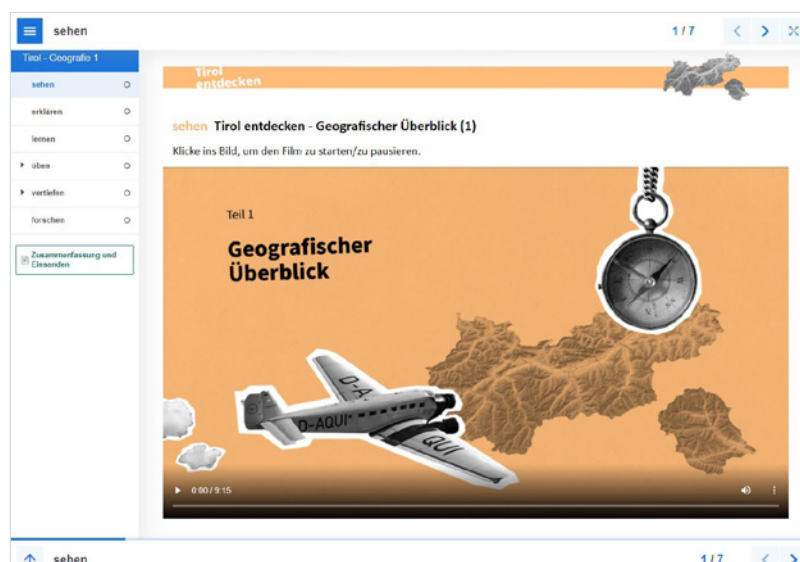 sehen
1 / 7
Tirol - Geografie 1
sehen
erklären
lernen
üben
vertiefen
forschen
Zusammenfassung und
Einsenden
Tirol
entdecken
sehen Tirol entdecken - Geografischer Überblick (1)
Klicke ins Bild, um den Film zu starten/zu pausieren.
Teil 1
Geografischer
Überblick
D-A
D-AQUI
QUI
0:00 / 9:15
sehen
1 / 7